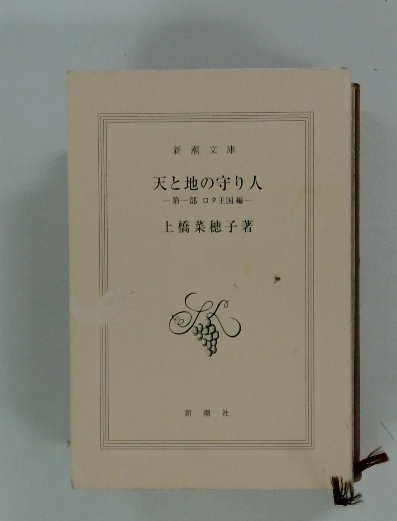 新潮文庫
天と地の守り人
―第一部 ロタ王国編―
上橋菜穂子著
SK
新潮社